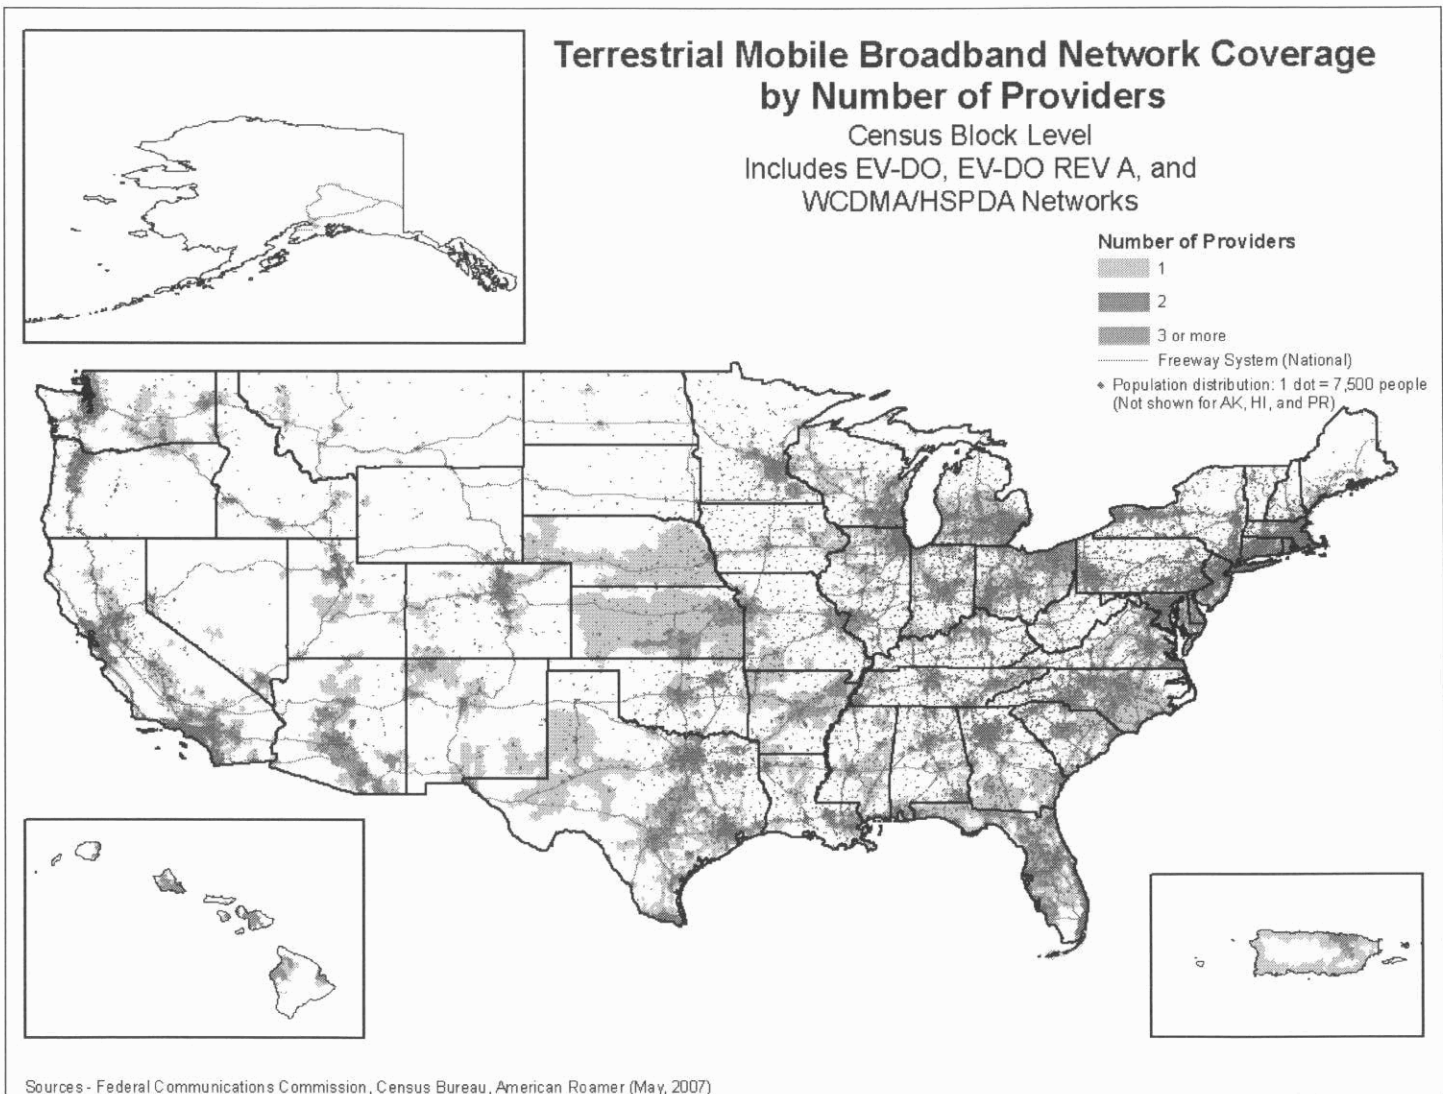 Terrestrial Mobile Broadband Network Coverage
by Number of Providers
Census Block Level
Includes EV-DO, EV-DO REV A, and
WCDMA/HSPDA Networks
Number of Providers
1
2
3 or more
Freeway System (National)
Population distribution: 1 dot = 7,500 people
(Not shown for AK, HI, and PR)
Sources - Federal Communications Commission, Census Bureau, American Roamer (May, 2007)